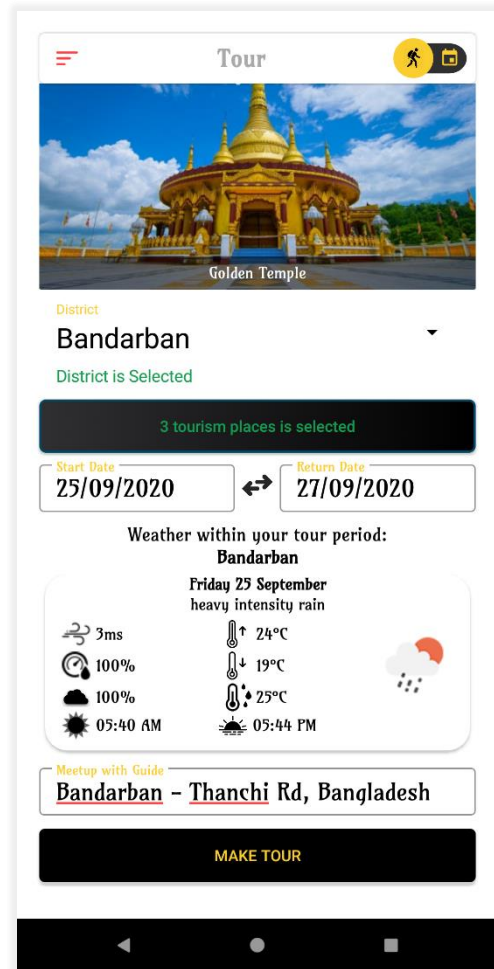 Tour
Golden Temple
District
Bandarban
District is Selected
3 tourism places is selected
Start Date
25/09/2020
Return Date
27/09/2020
Weather within your tour period:
Bandarban
Friday 25 September
heavy intensity rain
3ms
24°C
100%
19°C
100%
25°C
05:40 AM
05:44 PM
Meetup with Guide
Bandarban - Thanchi Rd, Bangladesh
MAKE TOUR